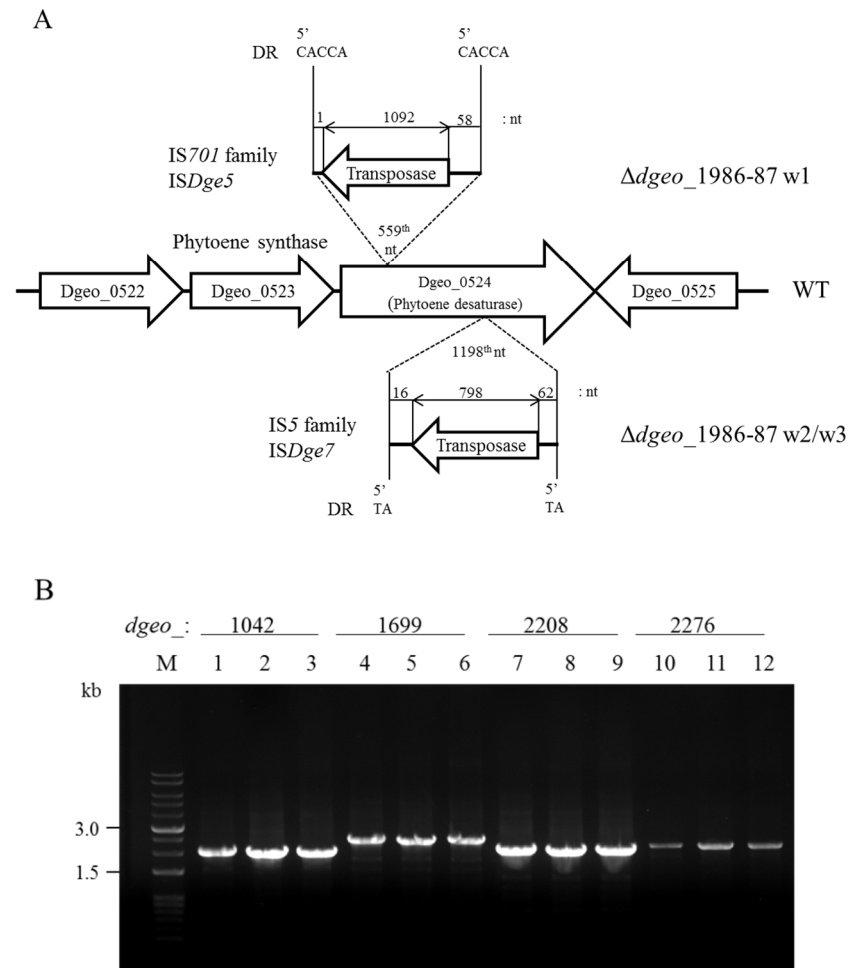 A
5’ 5’
DR CACCA CACCA
1 1092 58 : nt
IS701 family
ISDge5
Transposase
Δdgeo_1986-87 w1
559th
nt
Phytoene synthase
Dgeo_0522 Dgeo_0523 Dgeo_0524 Dgeo_0525 WT
(Phytoene desaturase)
1198th nt
16 798 62 : nt
IS5 family
ISDge7
Transposase
Δdgeo_1986-87 w2/w3
5’ 5’
DR TA TA
B
dgeo_: 1042 1699 2208 2276
M 1 2 3 4 5 6 7 8 9 10 11 12
kb
3.0
1.5